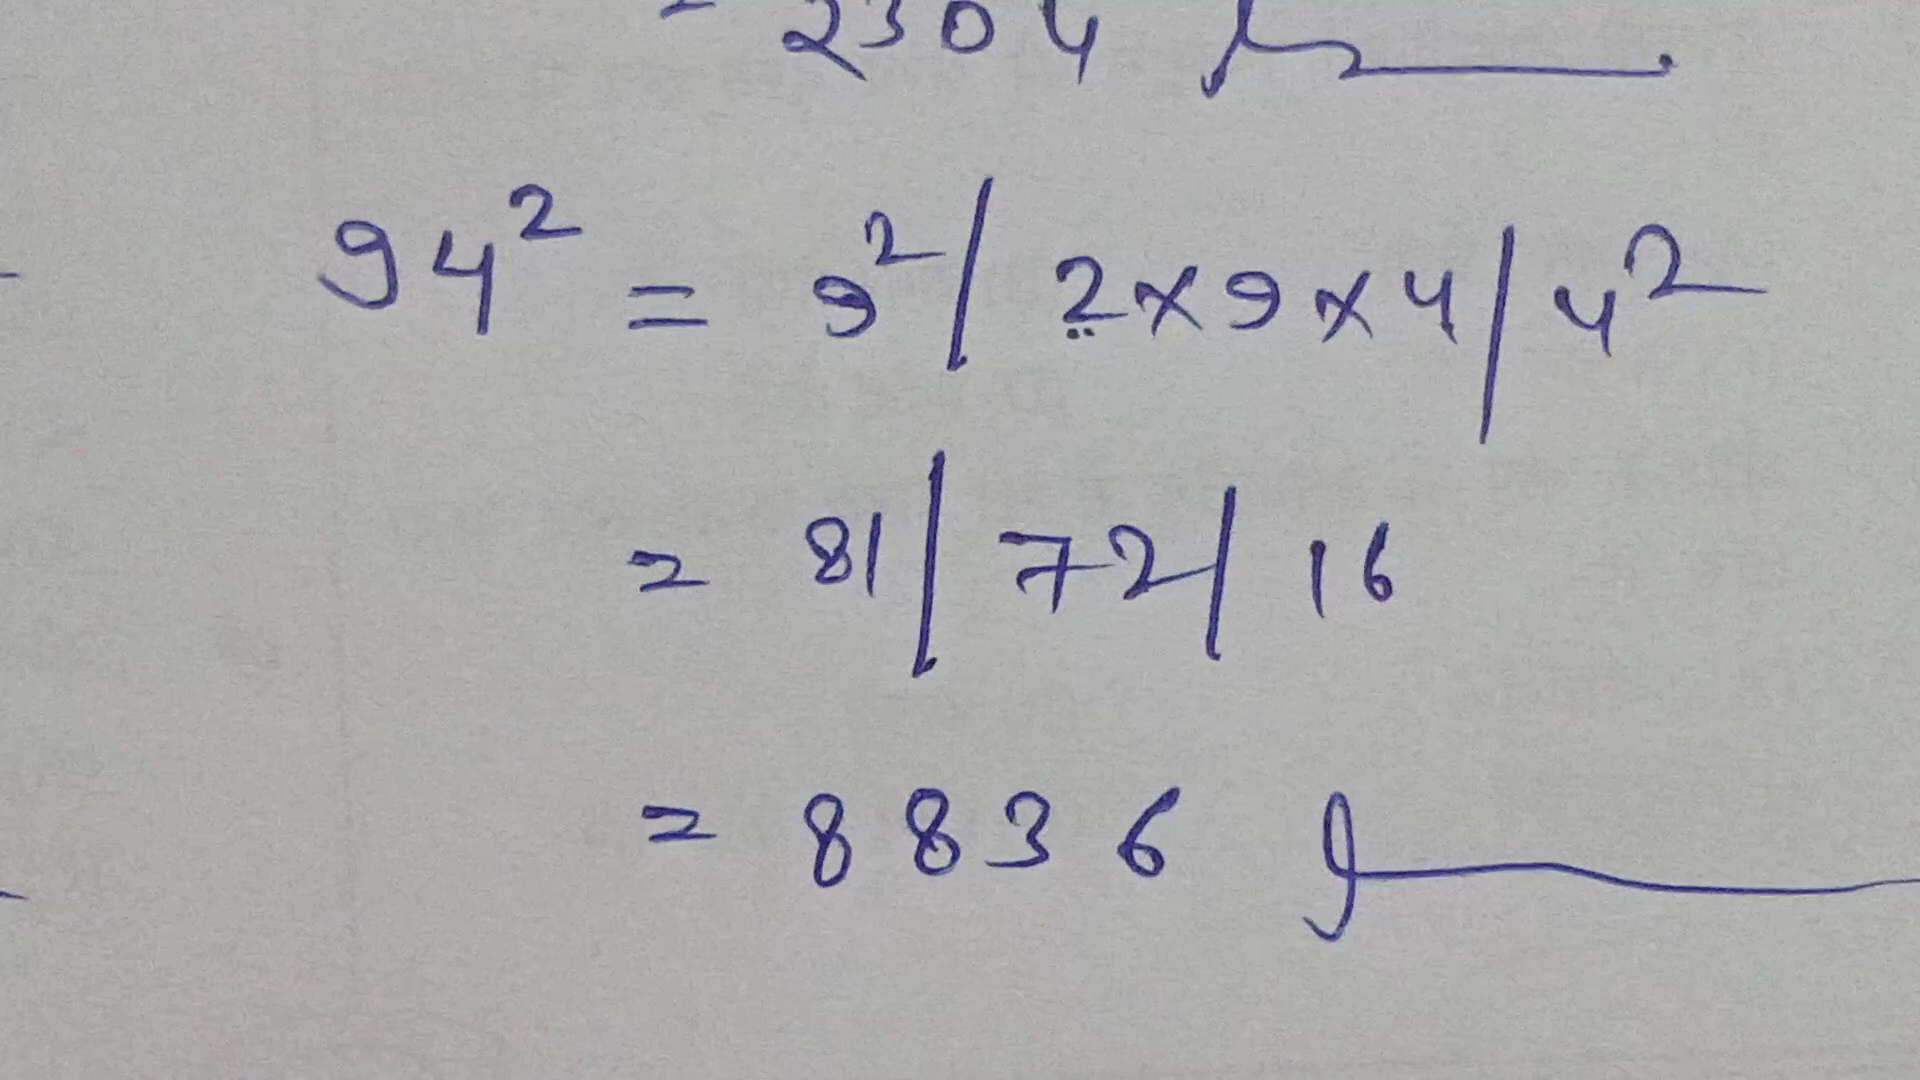 = 2304
94² = 9² / 2×9×4 / 4²
= 81 / 72 / 16
= 8836